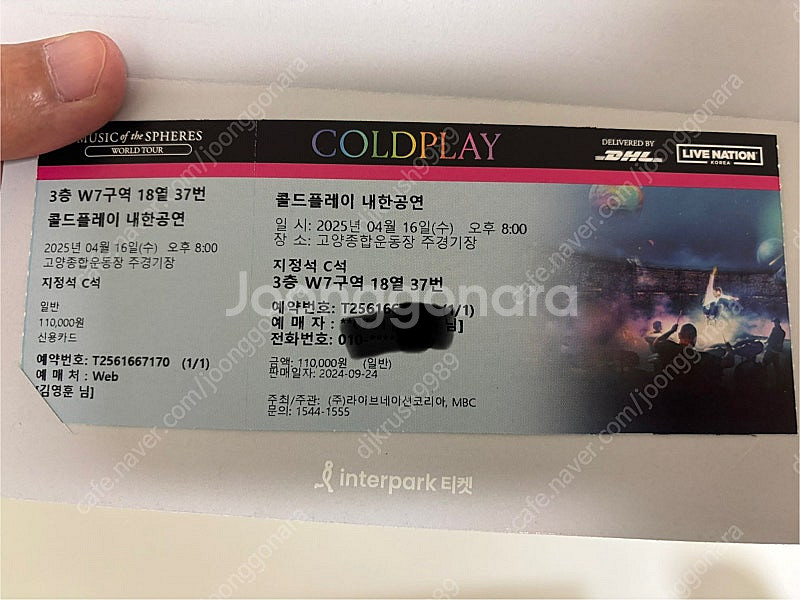 MUSIC of the SPHERES
WORLD TOUR
COLDPLAY
DELIVERED BY
DHL
LIVE NATION
KOREA
3층 W7구역 18열 37번
콜드플레이 내한공연
2025년 04월 16일(수) 오후 8:00
고양종합운동장 주경기장
지정석 C석
일반
110,000원
신용카드
예약번호: T2561667170 (1/1)
예 매 처 : Web
[김영훈 님]
콜드플레이 내한공연
일 시: 2025년 04월 16일(수) 오후 8:00
장 소: 고양종합운동장 주경기장
지정석 C석
3층 W7구역 18열 37번
예약번호: T256166 (1/1)
예 매 자 : 님]
전화번호: 010-
금액: 110,000원 (일반)
판매일자: 2024-09-24
주최/주관: (주)라이브네이션코리아, MBC
문의: 1544-1555
interpark 티켓
Joonggonara
cafe.naver.com/joonggonara
djkrush9989